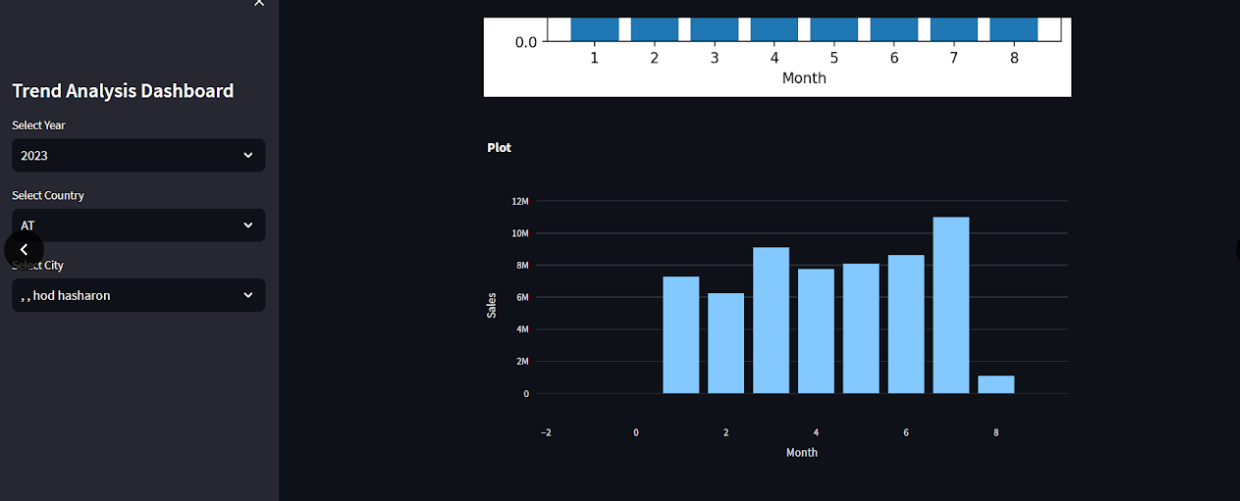 ×
Trend Analysis Dashboard
Select Year
2023
Select Country
AT
Select City
, , hod hasharon
0.0
1 2 3 4 5 6 7 8
Month
Plot
12M
10M
8M
6M
4M
2M
0
Sales
−2 0 2 4 6 8
Month